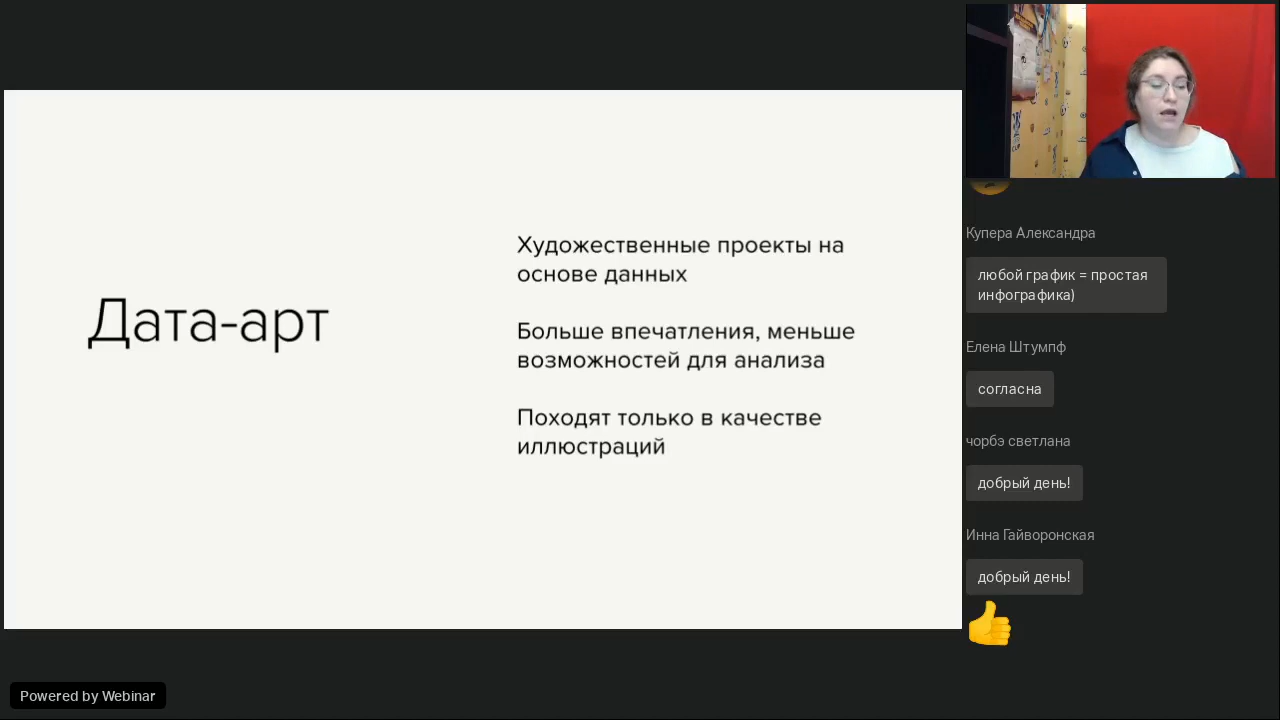 Дата-арт
Художественные проекты на
основе данных
Больше впечатления, меньше
возможностей для анализа
Походят только в качестве
иллюстраций
Купера Александра
любой график = простая
инфографика)
Елена Штумпф
согласна
чорбэ светлана
добрый день!
Инна Гайворонская
добрый день!
Powered by Webinar